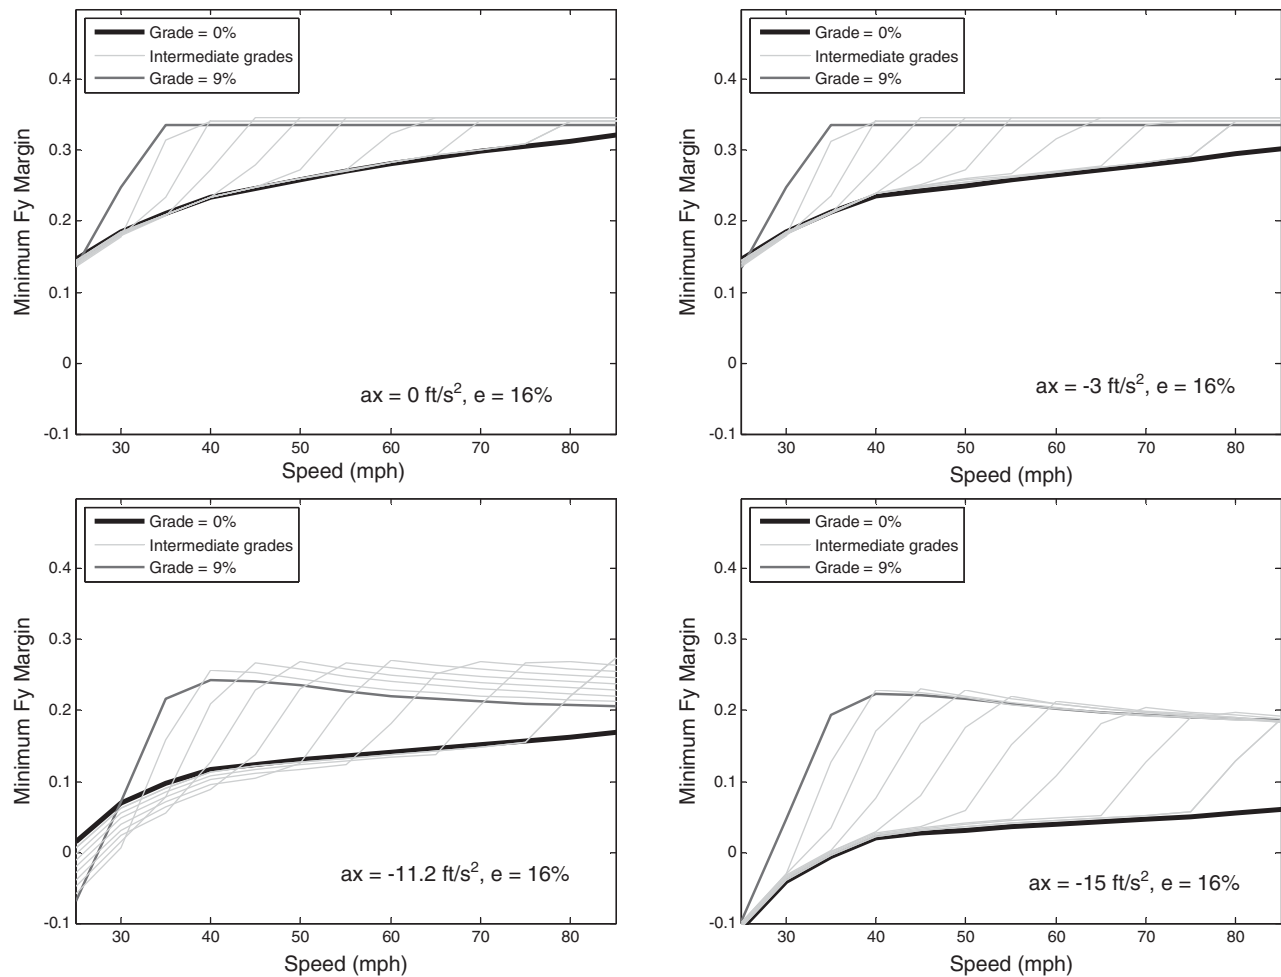 Grade = 0%
Intermediate grades
Grade = 9%
0.4
0.3
0.2
0.1
0
-0.1
Minimum Fy Margin
ax = 0 ft/s², e = 16%
30 40 50 60 70 80
Speed (mph)
Grade = 0%
Intermediate grades
Grade = 9%
0.4
0.3
0.2
0.1
0
-0.1
Minimum Fy Margin
ax = -3 ft/s², e = 16%
30 40 50 60 70 80
Speed (mph)
Grade = 0%
Intermediate grades
Grade = 9%
0.4
0.3
0.2
0.1
0
-0.1
Minimum Fy Margin
ax = -11.2 ft/s², e = 16%
30 40 50 60 70 80
Speed (mph)
Grade = 0%
Intermediate grades
Grade = 9%
0.4
0.3
0.2
0.1
0
-0.1
Minimum Fy Margin
ax = -15 ft/s², e = 16%
30 40 50 60 70 80
Speed (mph)